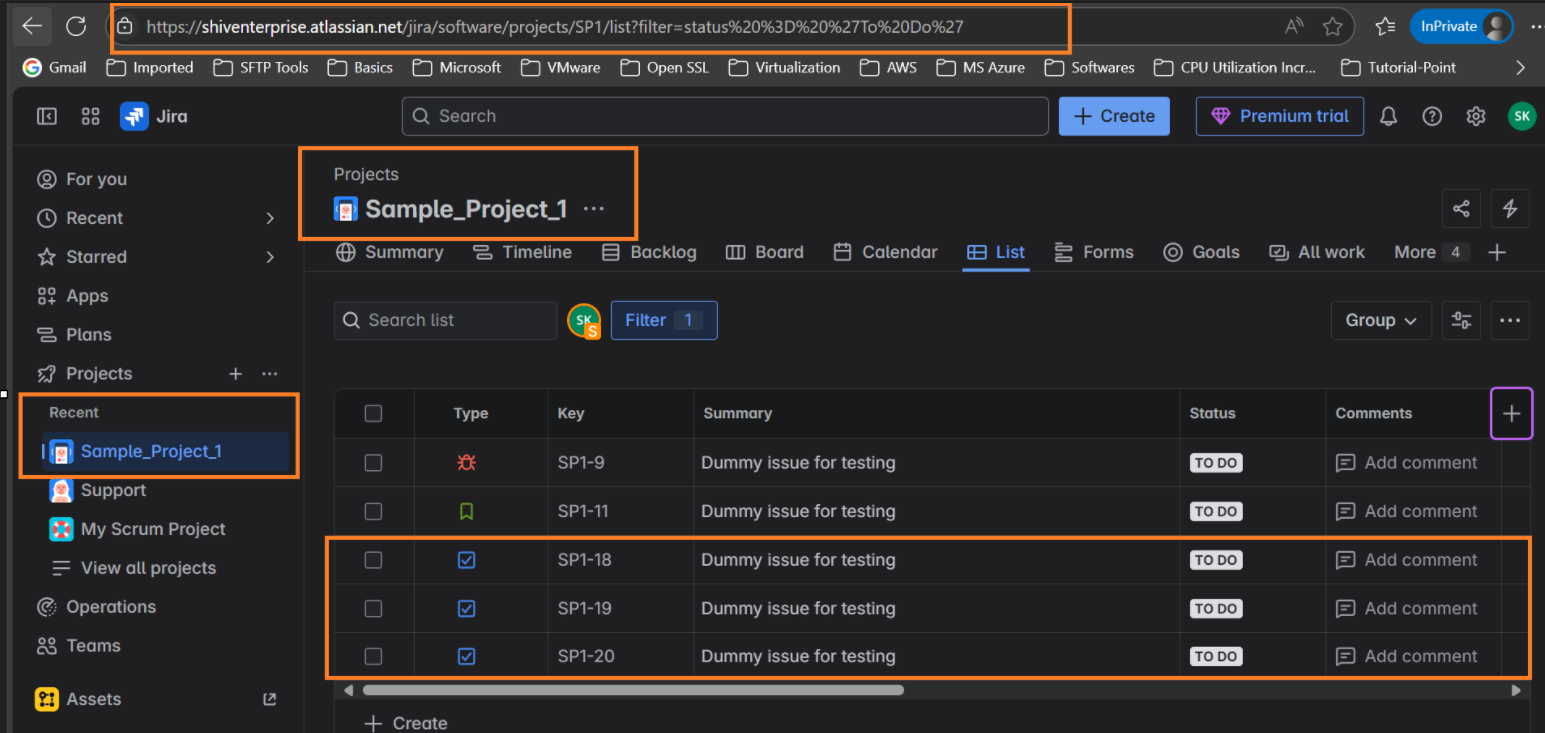 https://shiventerprise.atlassian.net/jira/software/projects/SP1/list?filter=status%20%3D%20%27To%20Do%27 InPrivate
Gmail Imported SFTP Tools Basics Microsoft VMware Open SSL Virtualization AWS MS Azure Softwares CPU Utilization Incr... Tutorial-Point
Jira Search + Create Premium trial SK
For you
Recent
Starred
Apps
Plans
Projects
Recent
Sample_Project_1
Support
My Scrum Project
View all projects
Operations
Teams
Assets
Projects
Sample_Project_1 ...
Summary Timeline Backlog Board Calendar List Forms Goals All work More 4 +
Search list SK S Filter 1 Group
Type Key Summary Status Comments +
SP1-9 Dummy issue for testing TO DO Add comment
SP1-11 Dummy issue for testing TO DO Add comment
SP1-18 Dummy issue for testing TO DO Add comment
SP1-19 Dummy issue for testing TO DO Add comment
SP1-20 Dummy issue for testing TO DO Add comment
+ Create